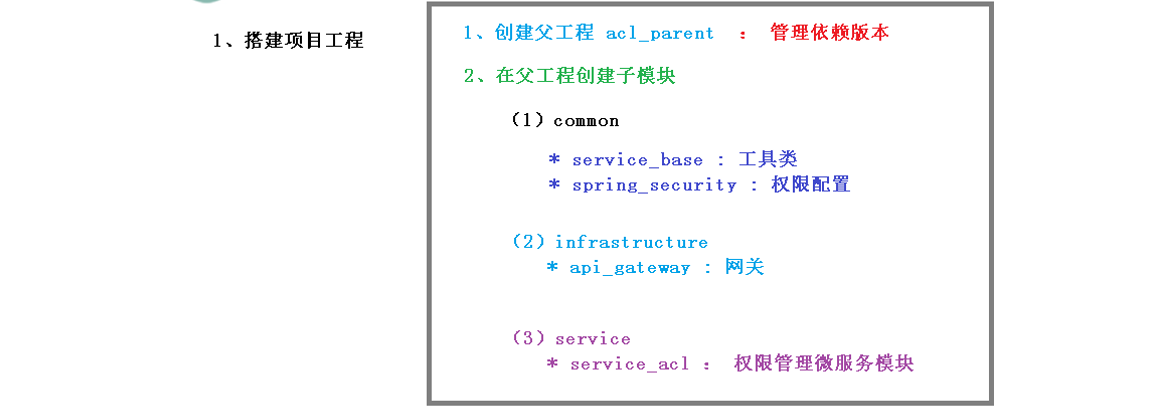 1、搭建项目工程
1、创建父工程 acl_parent ： 管理依赖版本
2、在父工程创建子模块
（1）common
* service_base : 工具类
* spring_security : 权限配置
（2）infrastructure
* api_gateway : 网关
（3）service
* service_acl ： 权限管理微服务模块